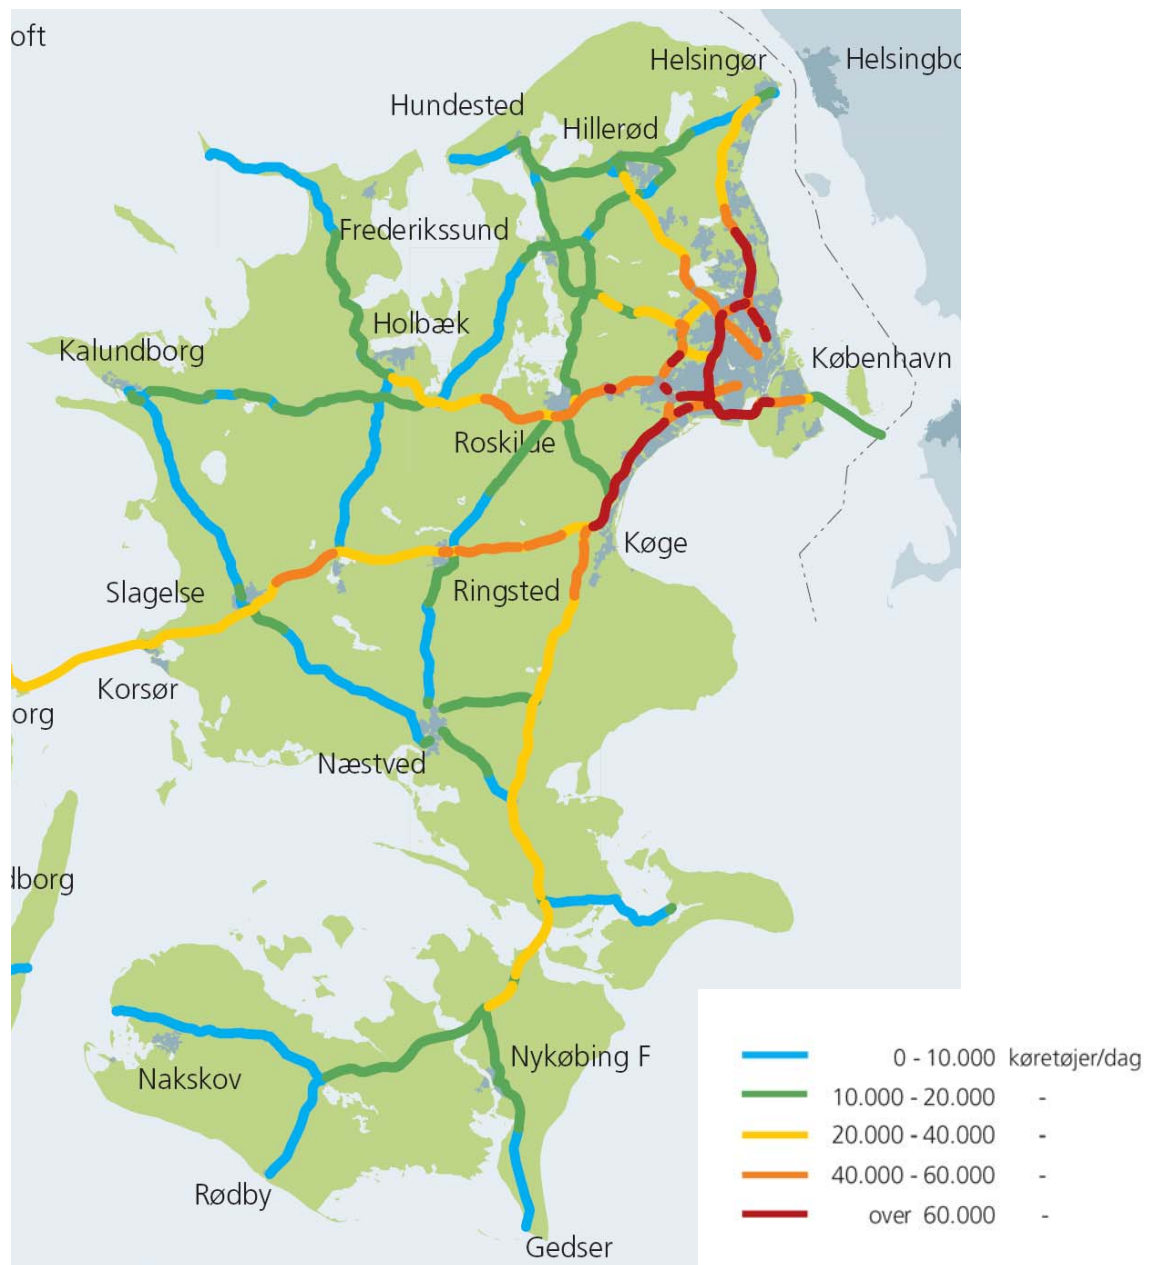 oft
Helsingør
Helsingbo
Hundested
Hillerød
Frederikssund
Holbæk
Kalundborg
København
Roskilde
Køge
Slagelse
Ringsted
Korsør
org
Næstved
dborg
Nykøbing F
Nakskov
Rødby
Gedser
0 - 10.000 køretøjer/dag
10.000 - 20.000 -
20.000 - 40.000 -
40.000 - 60.000 -
over 60.000 -